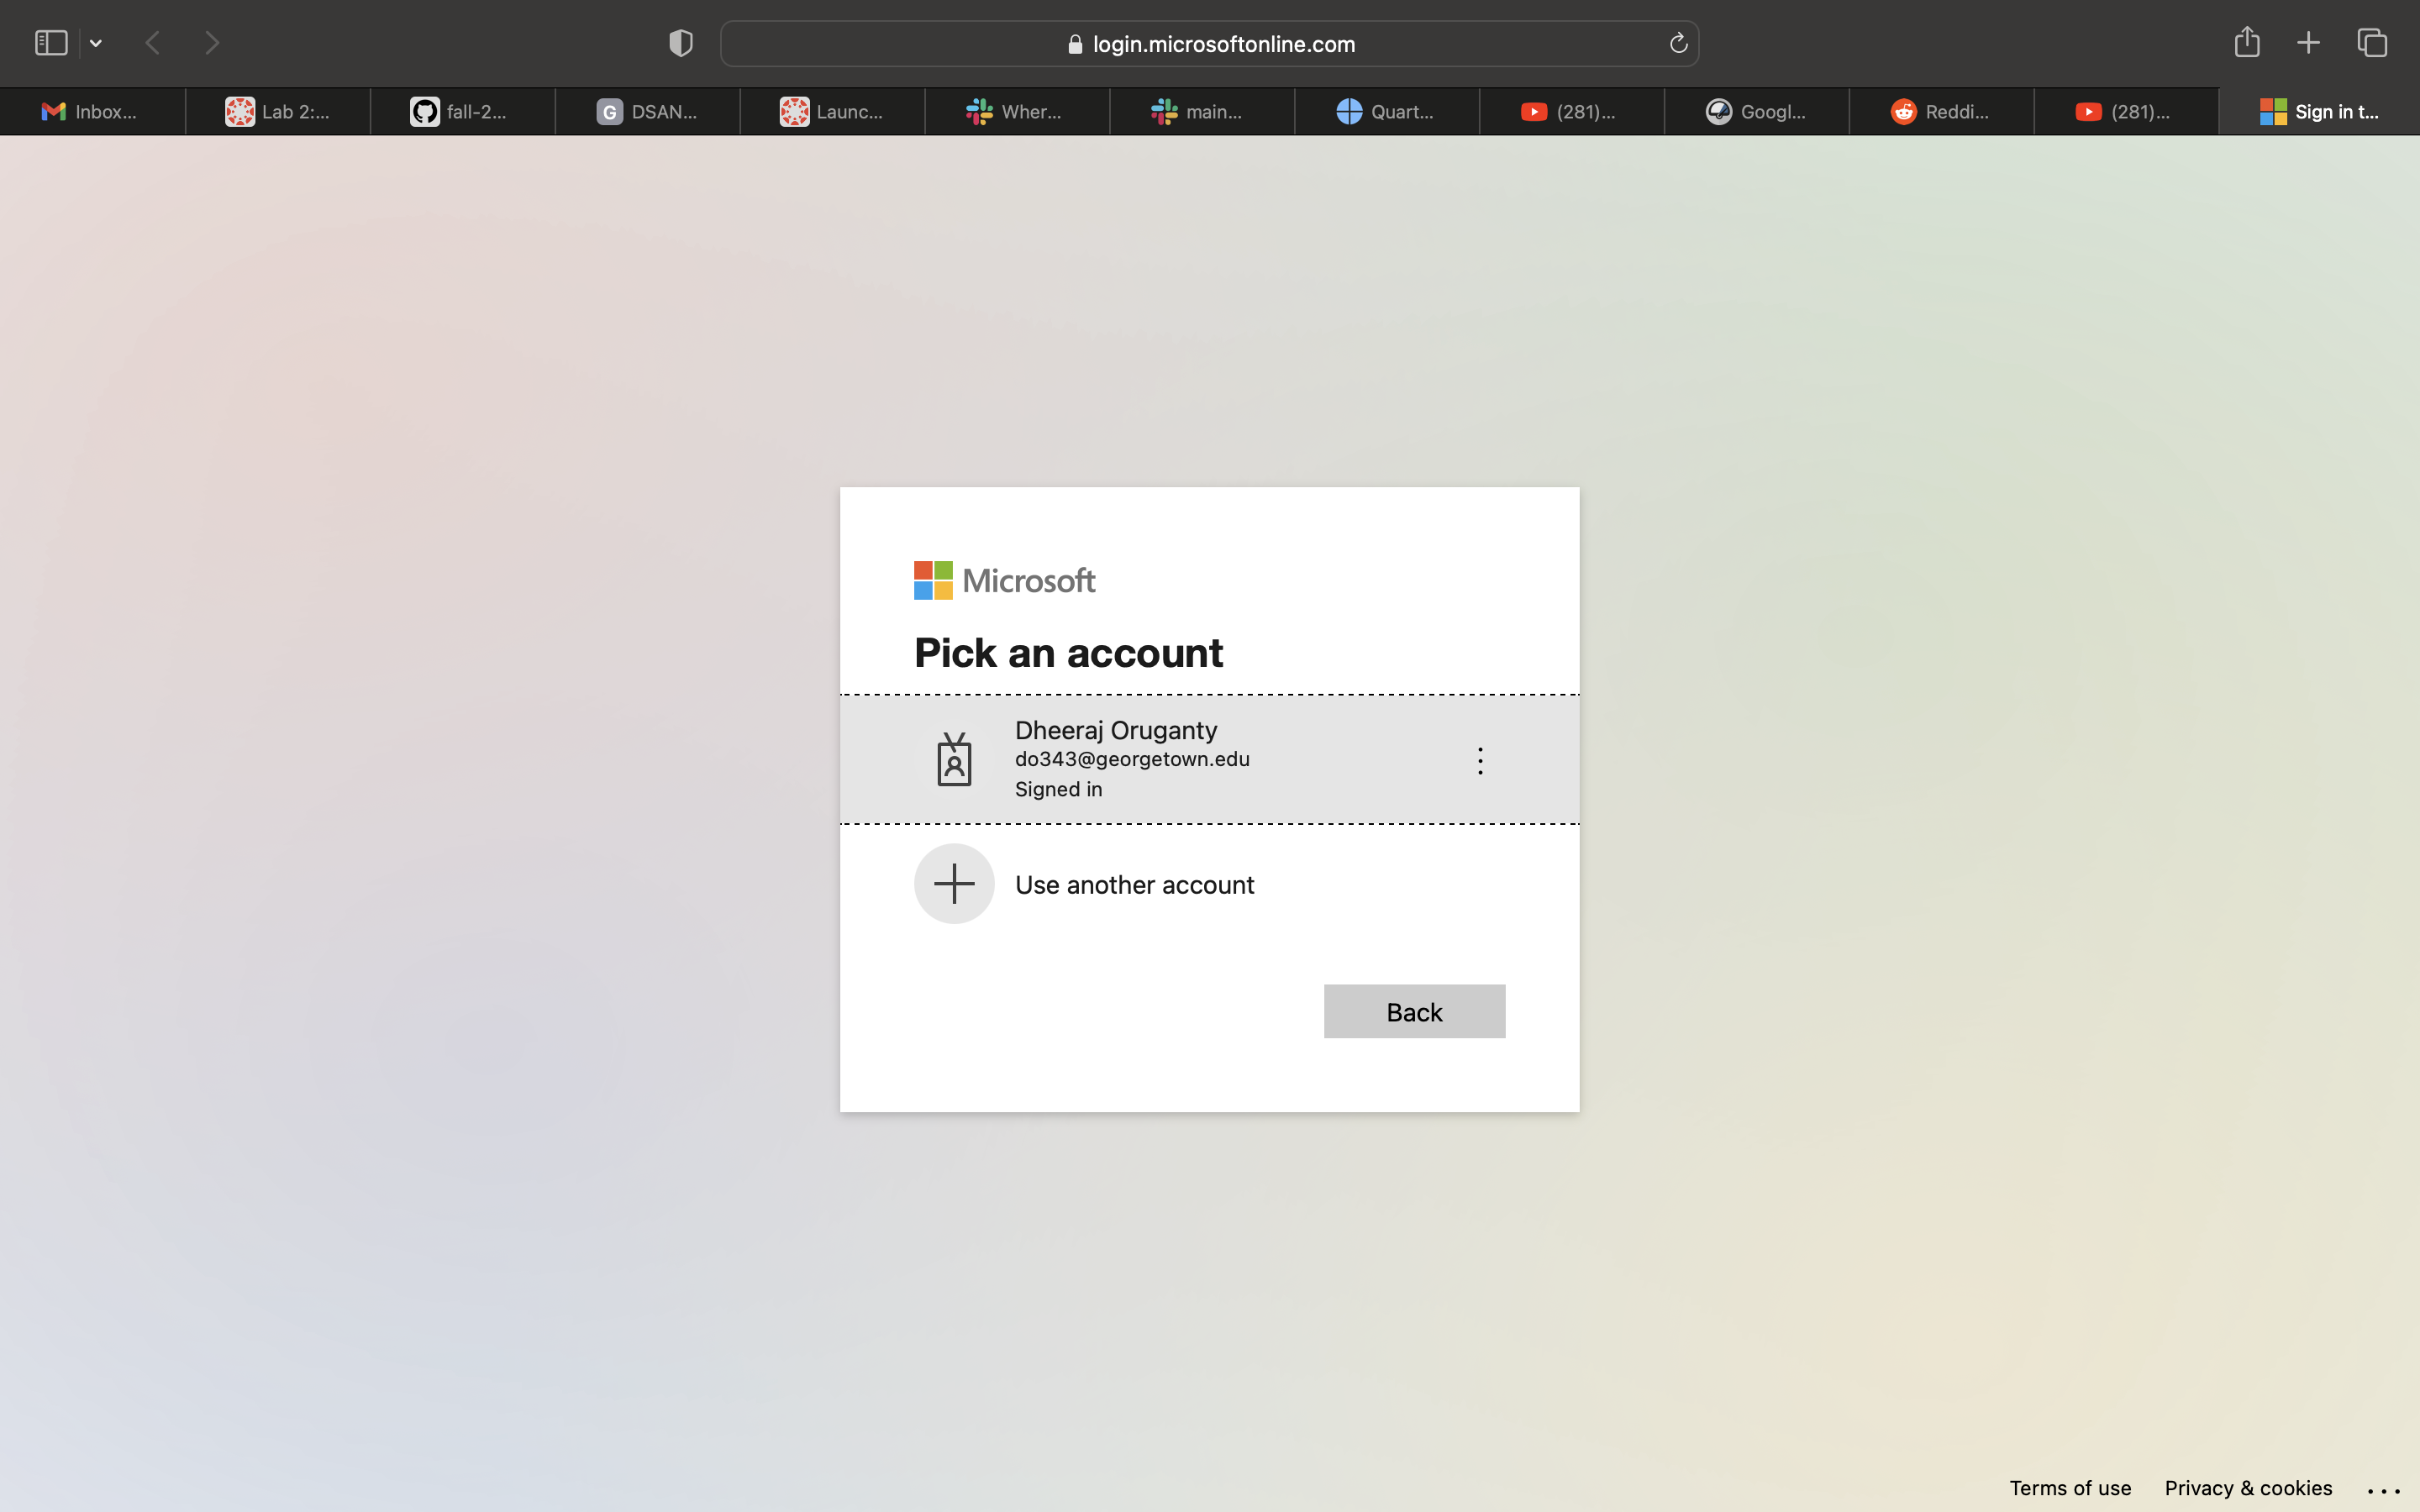 login.microsoftonline.com
Inbox...
Lab 2:...
fall-2...
G DSAN...
Launc...
Wher...
main...
Quart...
(281)...
Googl...
Reddi...
(281)...
Sign in t...
Microsoft
Pick an account
Dheeraj Oruganty
do343@georgetown.edu
Signed in
Use another account
Back
Terms of use Privacy & cookies ...